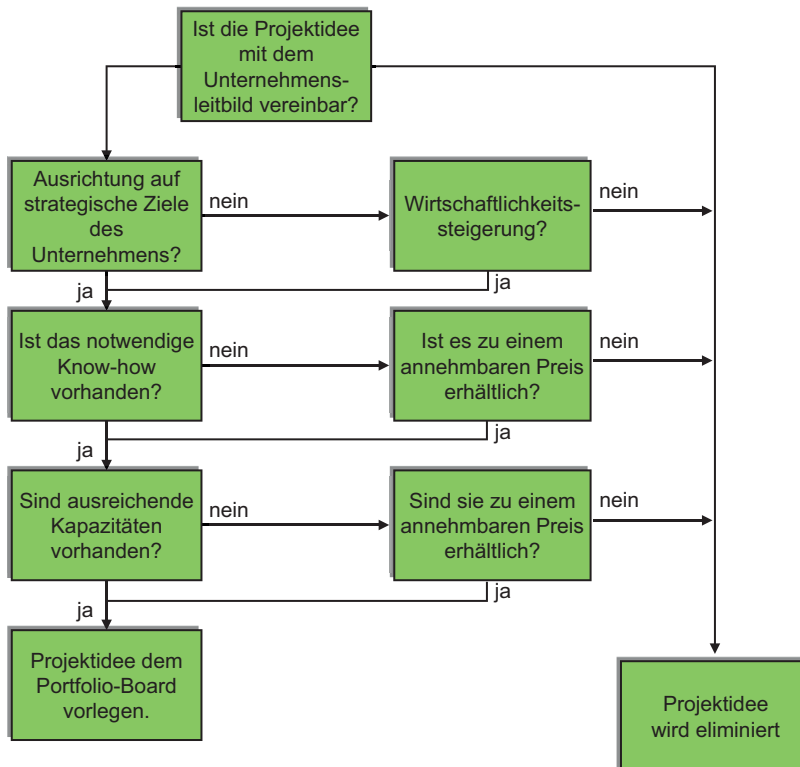 Ist die Projektidee
mit dem
Unternehmens-
leitbild vereinbar?
Ausrichtung auf
strategische Ziele
des
Unternehmens?
nein
Wirtschaftlichkeits-
steigerung?
nein
ja
ja
Ist das notwendige
Know-how
vorhanden?
nein
Ist es zu einem
annehmbaren Preis
erhältlich?
nein
ja
ja
Sind ausreichende
Kapazitäten
vorhanden?
nein
Sind sie zu einem
annehmbaren Preis
erhältlich?
nein
ja
ja
Projektidee dem
Portfolio-Board
vorlegen.
Projektidee
wird eliminiert